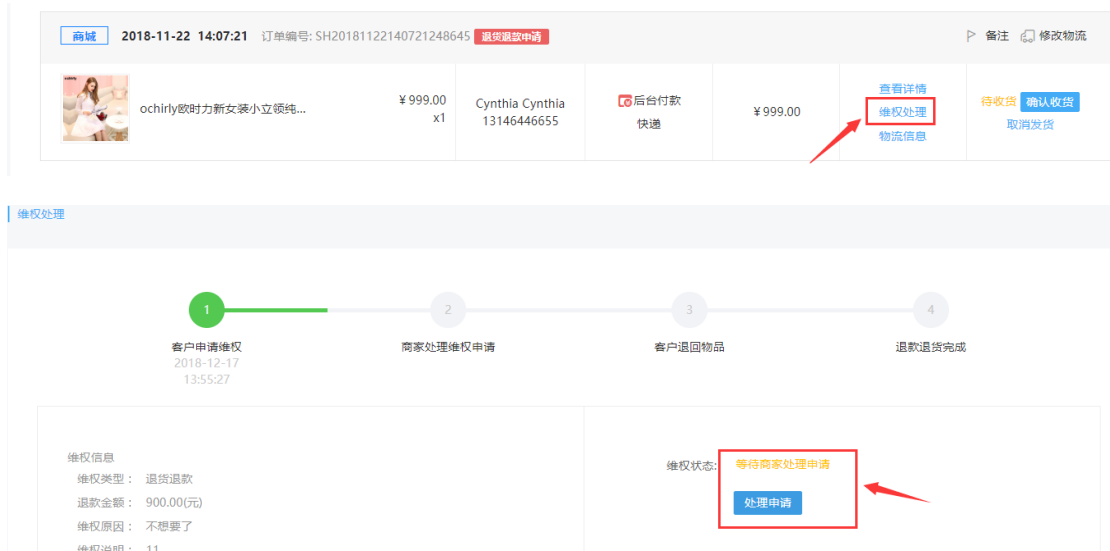 商城 2018-11-22 14:07:21 订单编号: SH20181122140721248645 退货退款申请 备注 修改物流
ochirly欧时力新女装小立领纯...
¥999.00
x1
Cynthia Cynthia
13146446655
后台付款
快递
¥999.00
查看详情
维权处理
物流信息
待收货 确认收货
取消发货
维权处理
1 2 3 4
客户申请维权 商家处理维权申请 客户退回物品 退款退货完成
2018-12-17
13:55:27
维权信息
维权类型： 退货退款
退款金额： 900.00(元)
维权原因： 不想要了
维权说明： 11
维权状态: 等待商家处理申请
处理申请